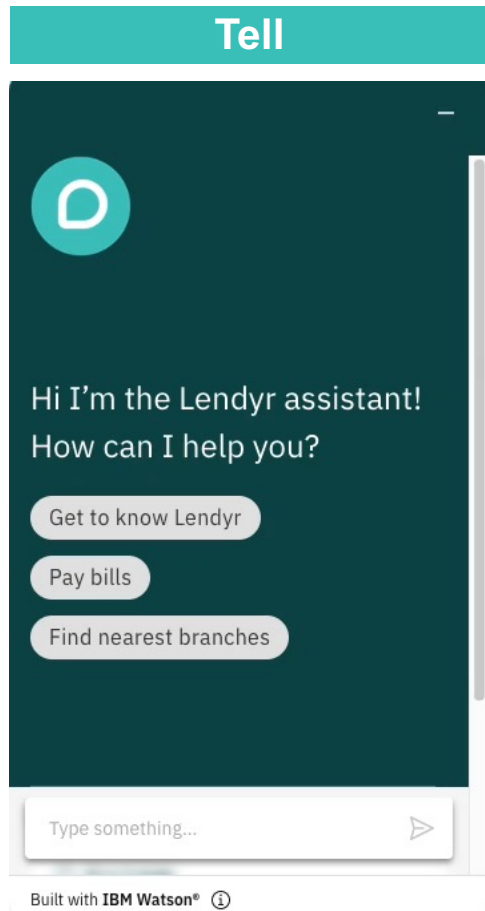 Tell
Hi I’m the Lendyr assistant!
How can I help you?
Get to know Lendyr
Pay bills
Find nearest branches
Type something...
Built with IBM Watson®